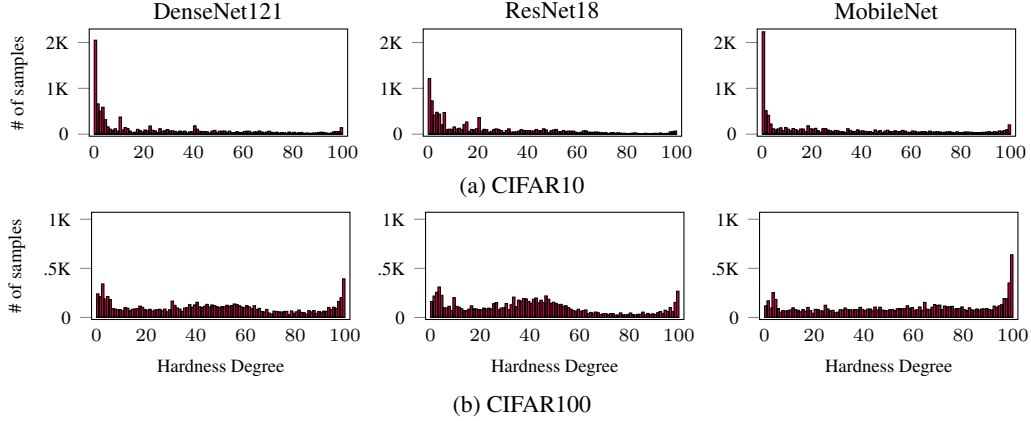 DenseNet121 ResNet18 MobileNet
# of samples
2K 2K 2K
1K 1K 1K
0 0 0
0 20 40 60 80 100 0 20 40 60 80 100 0 20 40 60 80 100
(a) CIFAR10
# of samples
1K 1K 1K
.5K .5K .5K
0 0 0
0 20 40 60 80 100 0 20 40 60 80 100 0 20 40 60 80 100
Hardness Degree Hardness Degree Hardness Degree
(b) CIFAR100